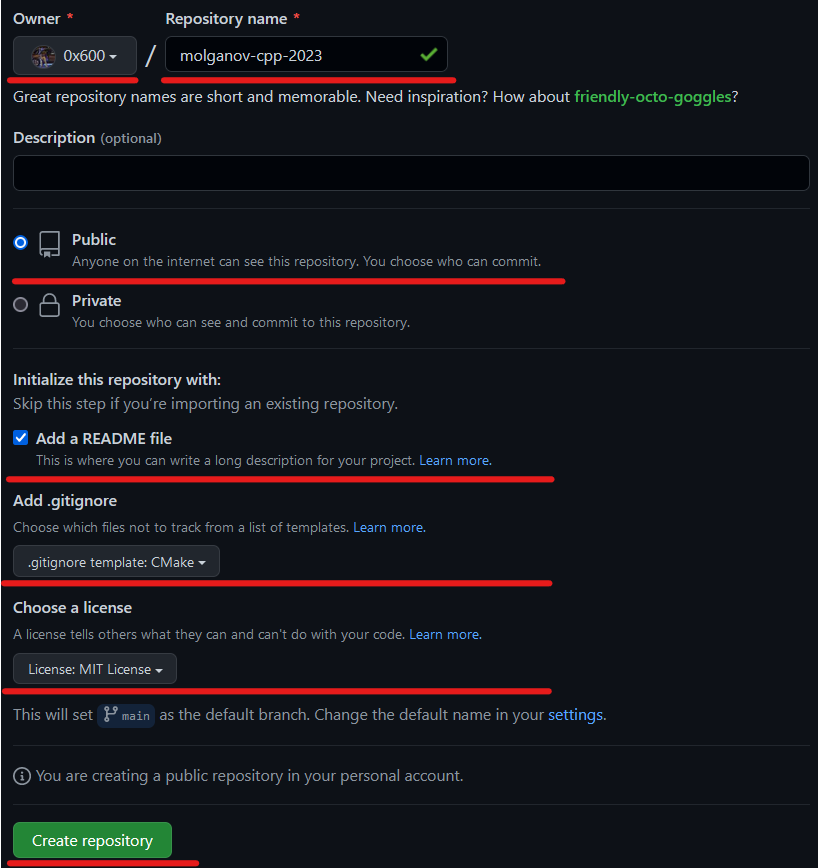 Owner * Repository name *
0x600 / molganov-cpp-2023
Great repository names are short and memorable. Need inspiration? How about friendly-octo-goggles?
Description (optional)
Public
Anyone on the internet can see this repository. You choose who can commit.
Private
You choose who can see and commit to this repository.
Initialize this repository with:
Skip this step if you’re importing an existing repository.
Add a README file
This is where you can write a long description for your project. Learn more.
Add .gitignore
Choose which files not to track from a list of templates. Learn more.
.gitignore template: CMake
Choose a license
A license tells others what they can and can't do with your code. Learn more.
License: MIT License
This will set main as the default branch. Change the default name in your settings.
You are creating a public repository in your personal account.
Create repository